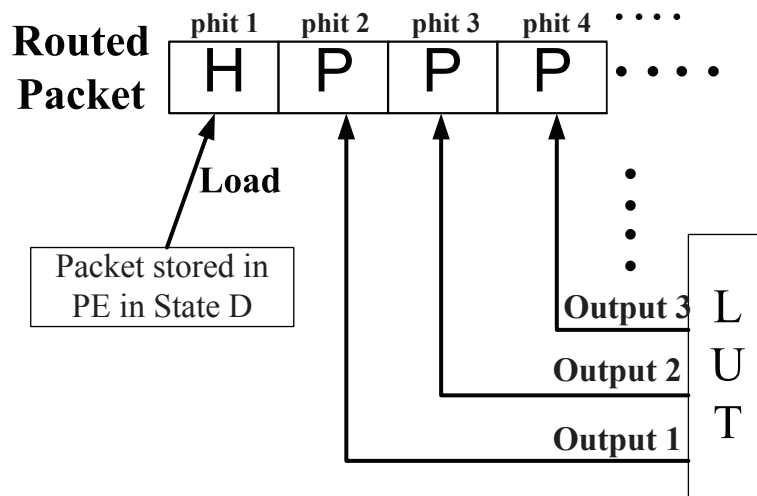 phit 1 phit 2 phit 3 phit 4
Routed
Packet
H P P P
Load
Packet stored in
PE in State D
Output 3
Output 2
Output 1
L
U
T